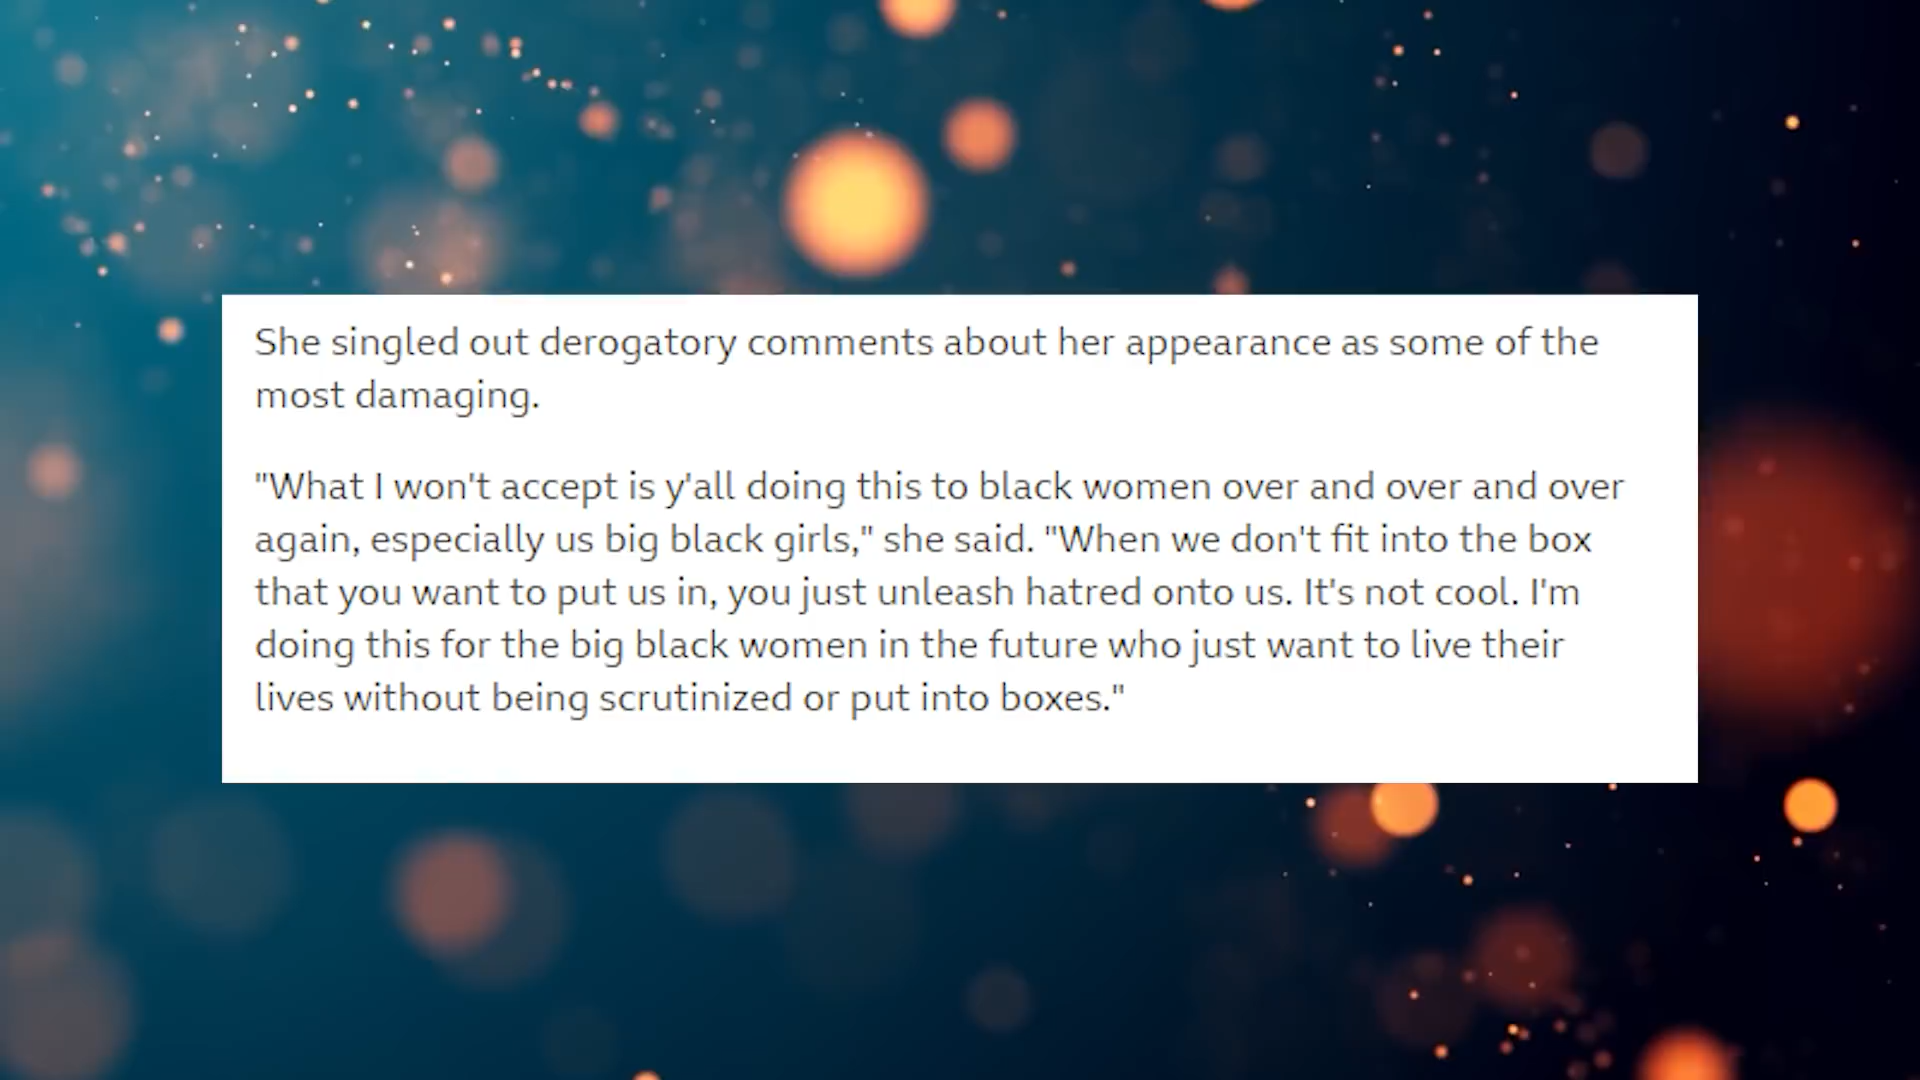 She singled out derogatory comments about her appearance as some of the
most damaging.
"What I won't accept is y'all doing this to black women over and over and over
again, especially us big black girls," she said. "When we don't fit into the box
that you want to put us in, you just unleash hatred onto us. It's not cool. I'm
doing this for the big black women in the future who just want to live their
lives without being scrutinized or put into boxes."